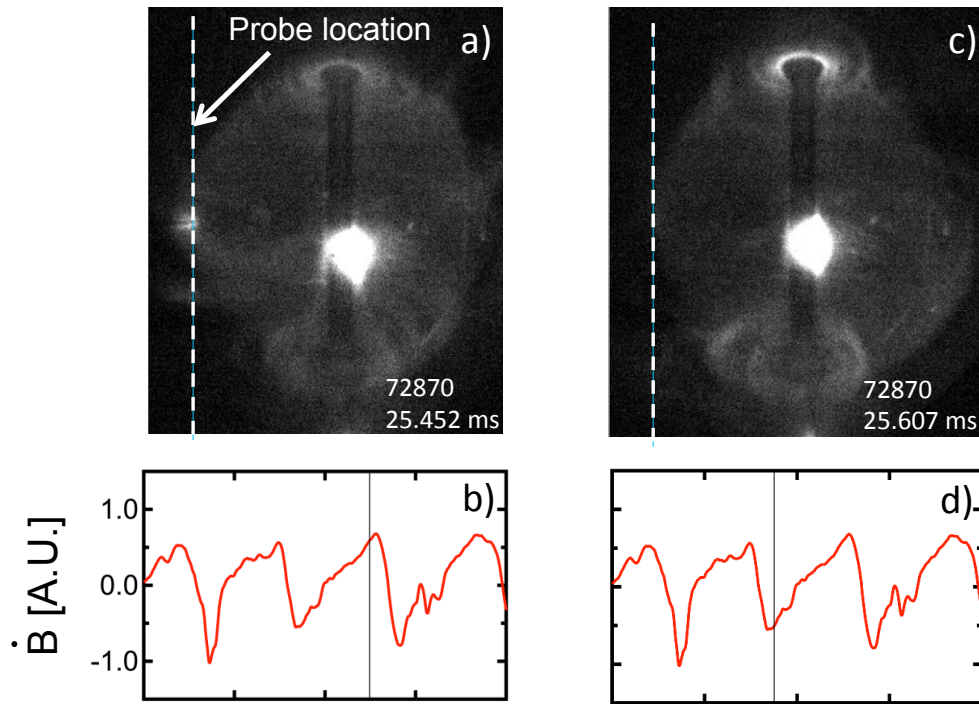 Probe location
a)
72870
25.452 ms
c)
72870
25.607 ms
b)
1.0
0.0
-1.0
Ḃ [A.U.]
d)